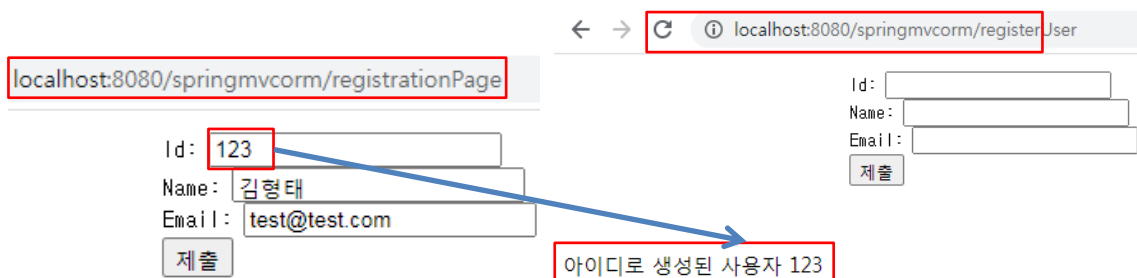 localhost:8080/springmvcorm/registrationPage
Id: 123
Name: 김형태
Email: test@test.com
제출
localhost:8080/springmvcorm/registerUser
Id:
Name:
Email:
제출
아이디로 생성된 사용자 123